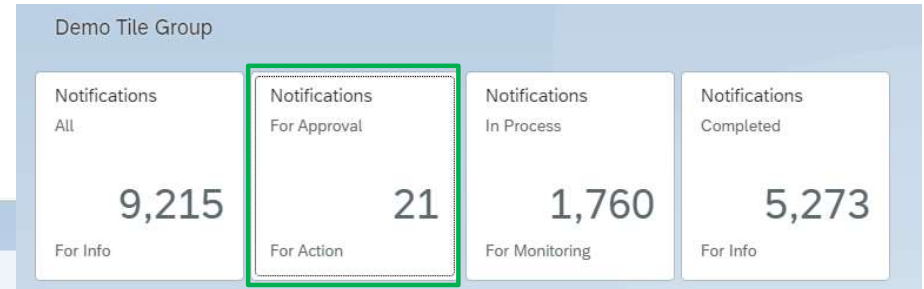 Demo Tile Group
Notifications
All
9,215
For Info
Notifications
For Approval
21
For Action
Notifications
In Process
1,760
For Monitoring
Notifications
Completed
5,273
For Info